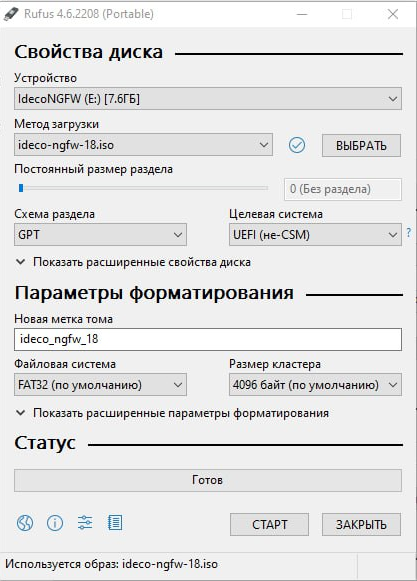 Rufus 4.6.2208 (Portable)
Свойства диска
Устройство
IdecoNGFW (E:) [7.6ГБ]
Метод загрузки
ideco-ngfw-18.iso
ВЫБРАТЬ
Постоянный размер раздела
0 (Без раздела)
Схема раздела
Целевая система
GPT
UEFI (не-CSM)
?
Показать расширенные свойства диска
Параметры форматирования
Новая метка тома
ideco_ngfw_18
Файловая система
Размер кластера
FAT32 (по умолчанию)
4096 байт (по умолчанию)
Показать расширенные параметры форматирования
Статус
Готов
СТАРТ
ЗАКРЫТЬ
Используется образ: ideco-ngfw-18.iso